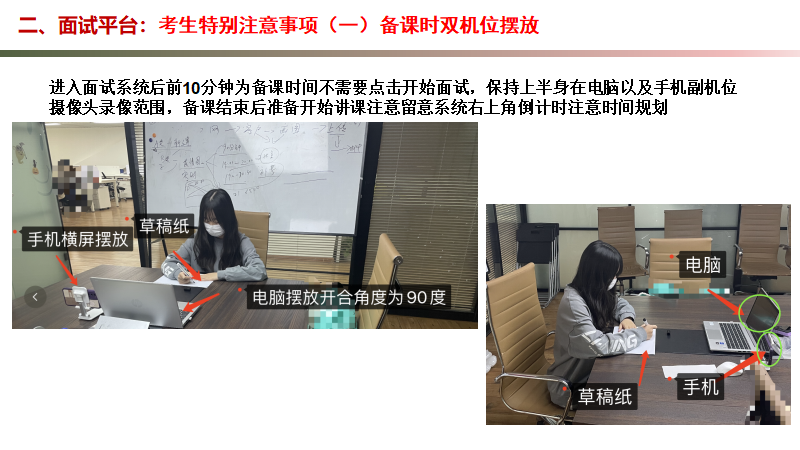 二、面试平台：考生特别注意事项（一）备课时双机位摆放
进入面试系统后前10分钟为备课时间不需要点击开始面试，保持上半身在电脑以及手机副机位
摄像头录像范围，备课结束后准备开始讲课注意留意系统右上角倒计时注意时间规划
手机横屏摆放
草稿纸
电脑摆放开合角度为90度
电脑
草稿纸
手机